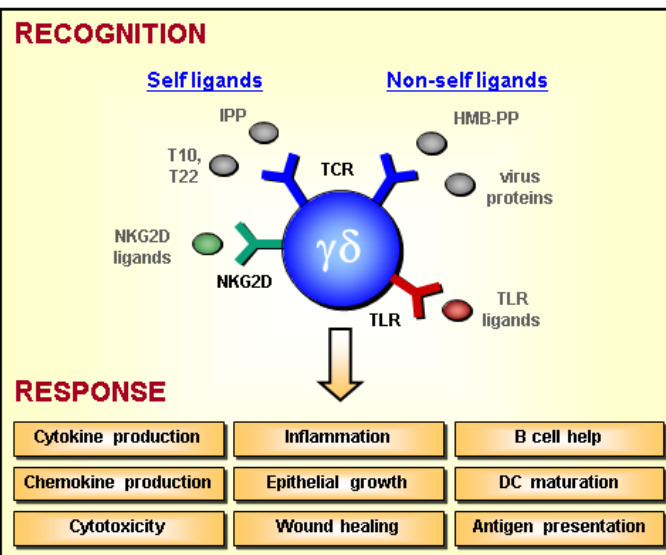 RECOGNITION
Self ligands
Non-self ligands
IPP
HMB-PP
T10,
T22
TCR
virus
proteins
NKG2D
ligands
γδ
NKG2D
TLR
TLR
ligands
RESPONSE
Cytokine production
Inflammation
B cell help
Chemokine production
Epithelial growth
DC maturation
Cytotoxicity
Wound healing
Antigen presentation